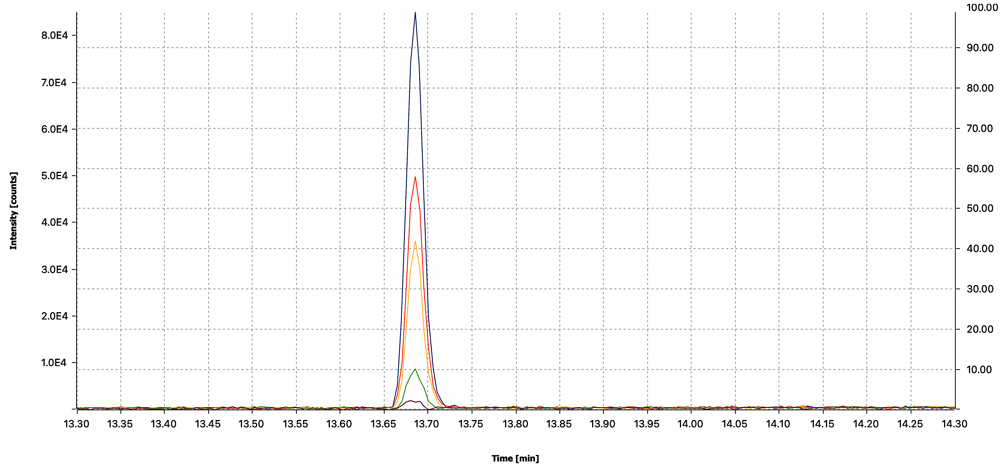 100.00
8.0E4
90.00
7.0E4
80.00
6.0E4
70.00
60.00
5.0E4
50.00
4.0E4
40.00
3.0E4
30.00
2.0E4
20.00
1.0E4
10.00
Intensity [counts]
13.30 13.35 13.40 13.45 13.50 13.55 13.60 13.65 13.70 13.75 13.80 13.85 13.90 13.95 14.00 14.05 14.10 14.15 14.20 14.25 14.30
Time [min]